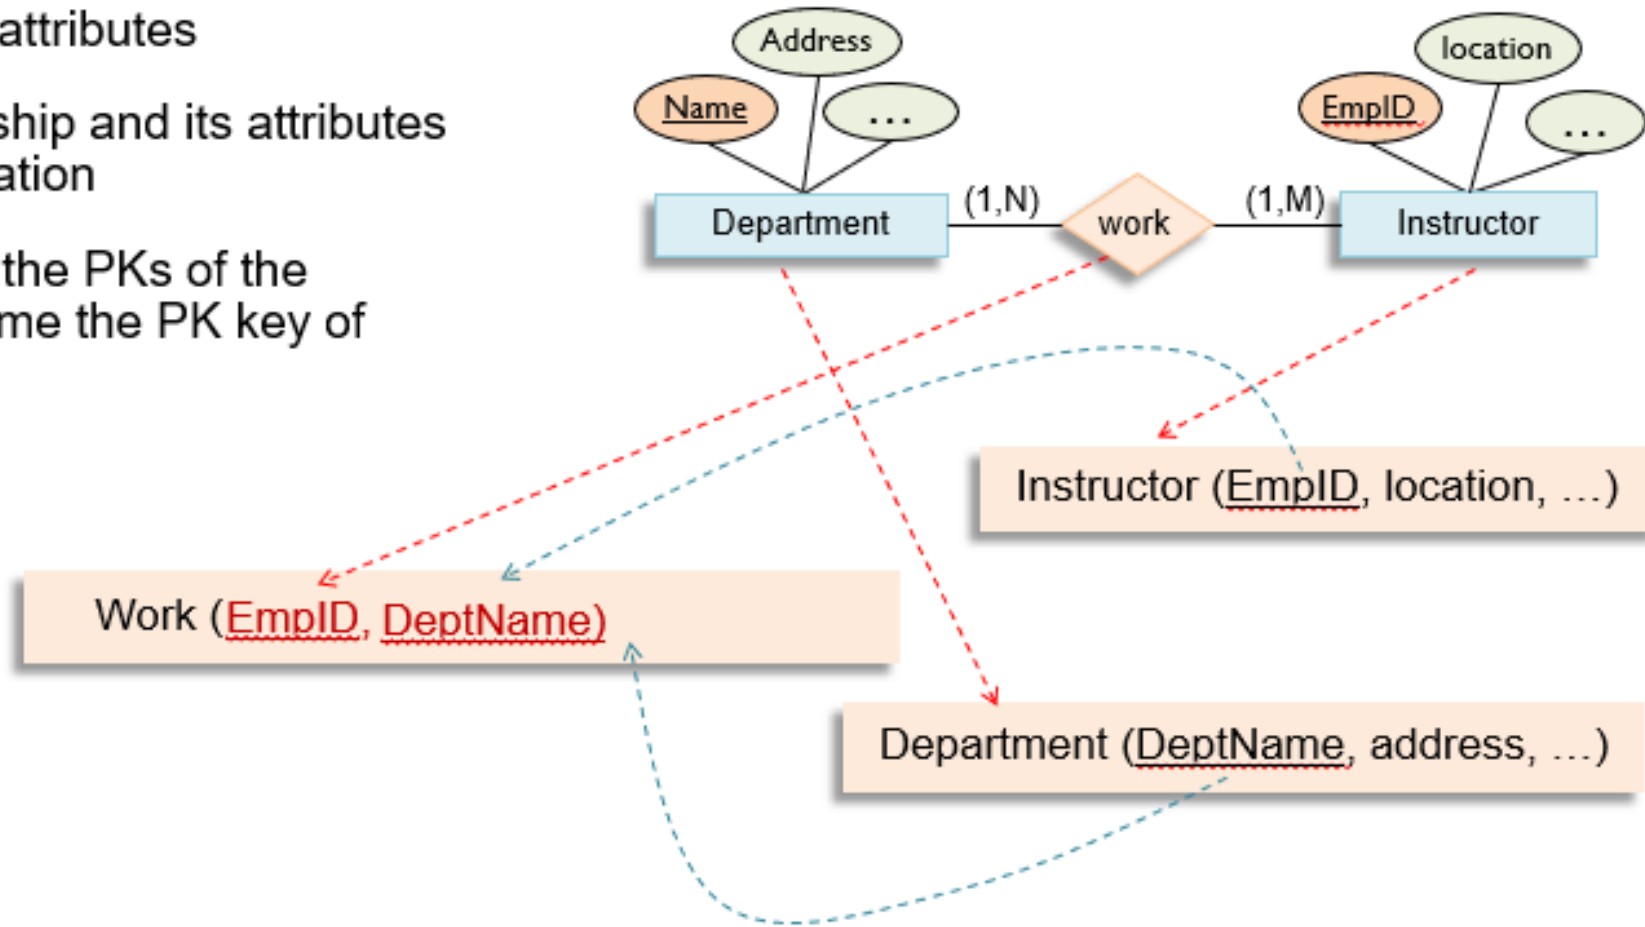 attributes
ship and its attributes
ation
the PKs of the
me the PK key of
Address
Name
...
location
EmpID
...
Department
(1,N)
work
(1,M)
Instructor
Instructor (EmpID, location, ...)
Work (EmpID, DeptName)
Department (DeptName, address, ...)